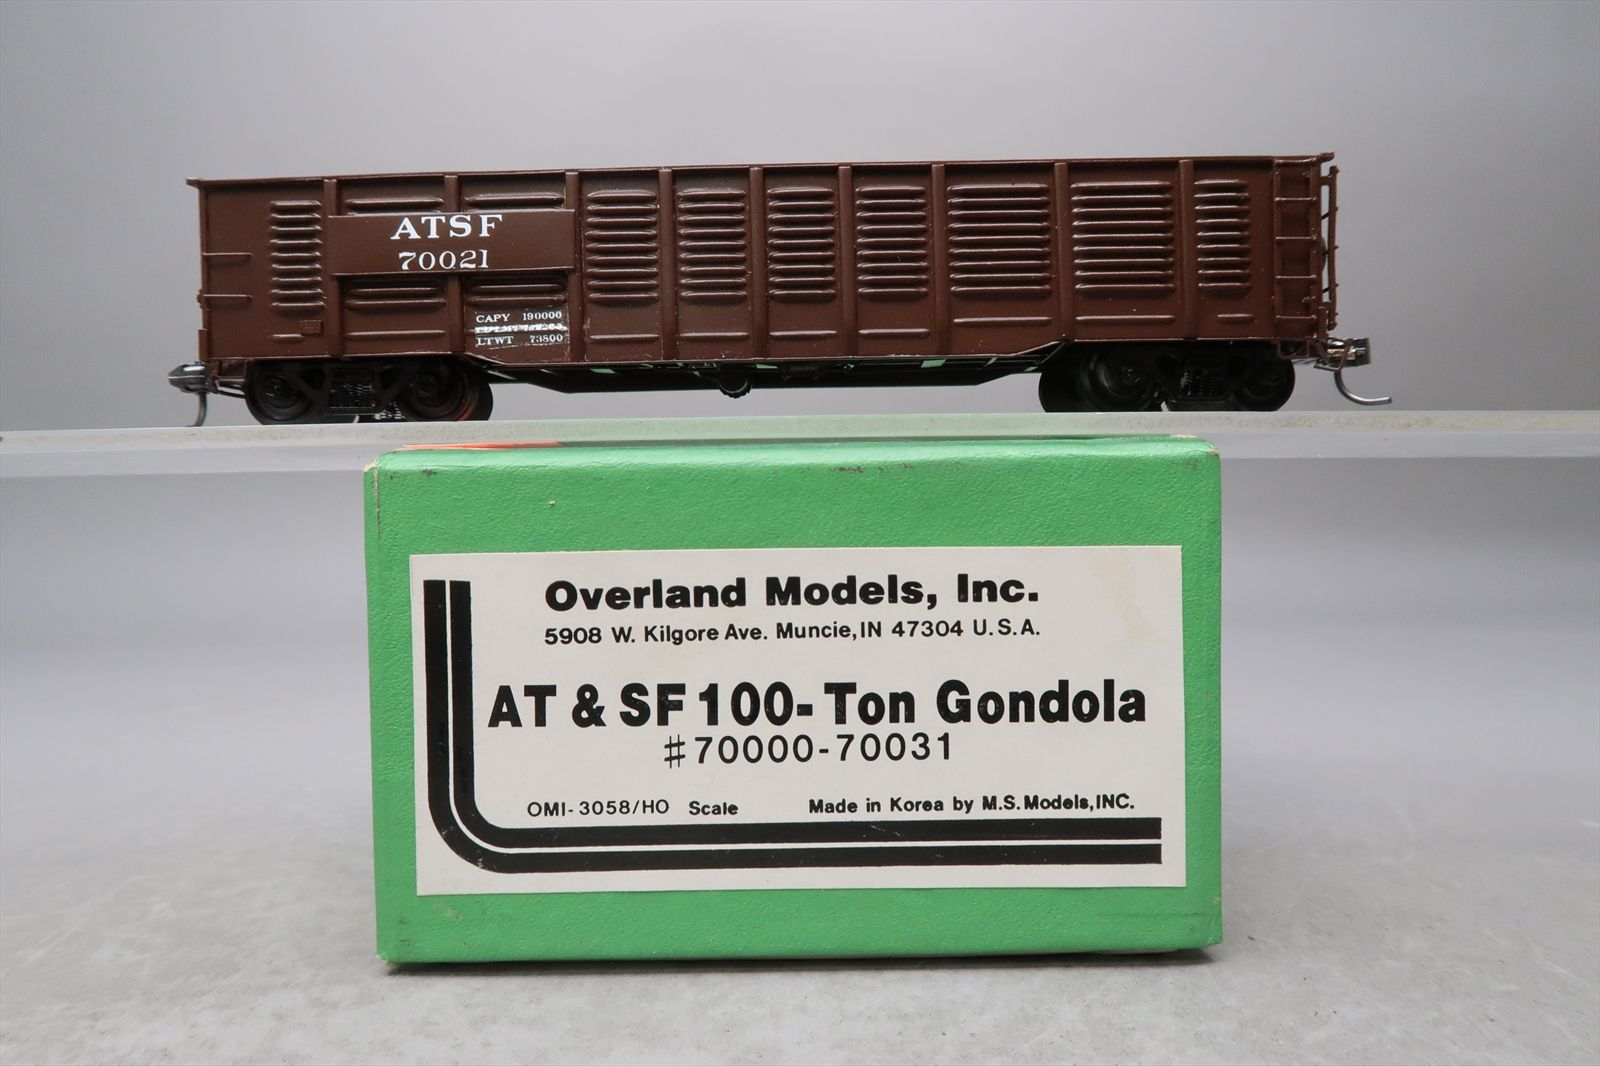 ATSF
70021
CAPY 190000
LTWT 73800
Overland Models, Inc.
5908 W. Kilgore Ave. Muncie, IN 47304 U.S.A.
AT & SF 100-Ton Gondola
#70000-70031
OMI-3058/HO Scale Made in Korea by M.S. Models, INC.